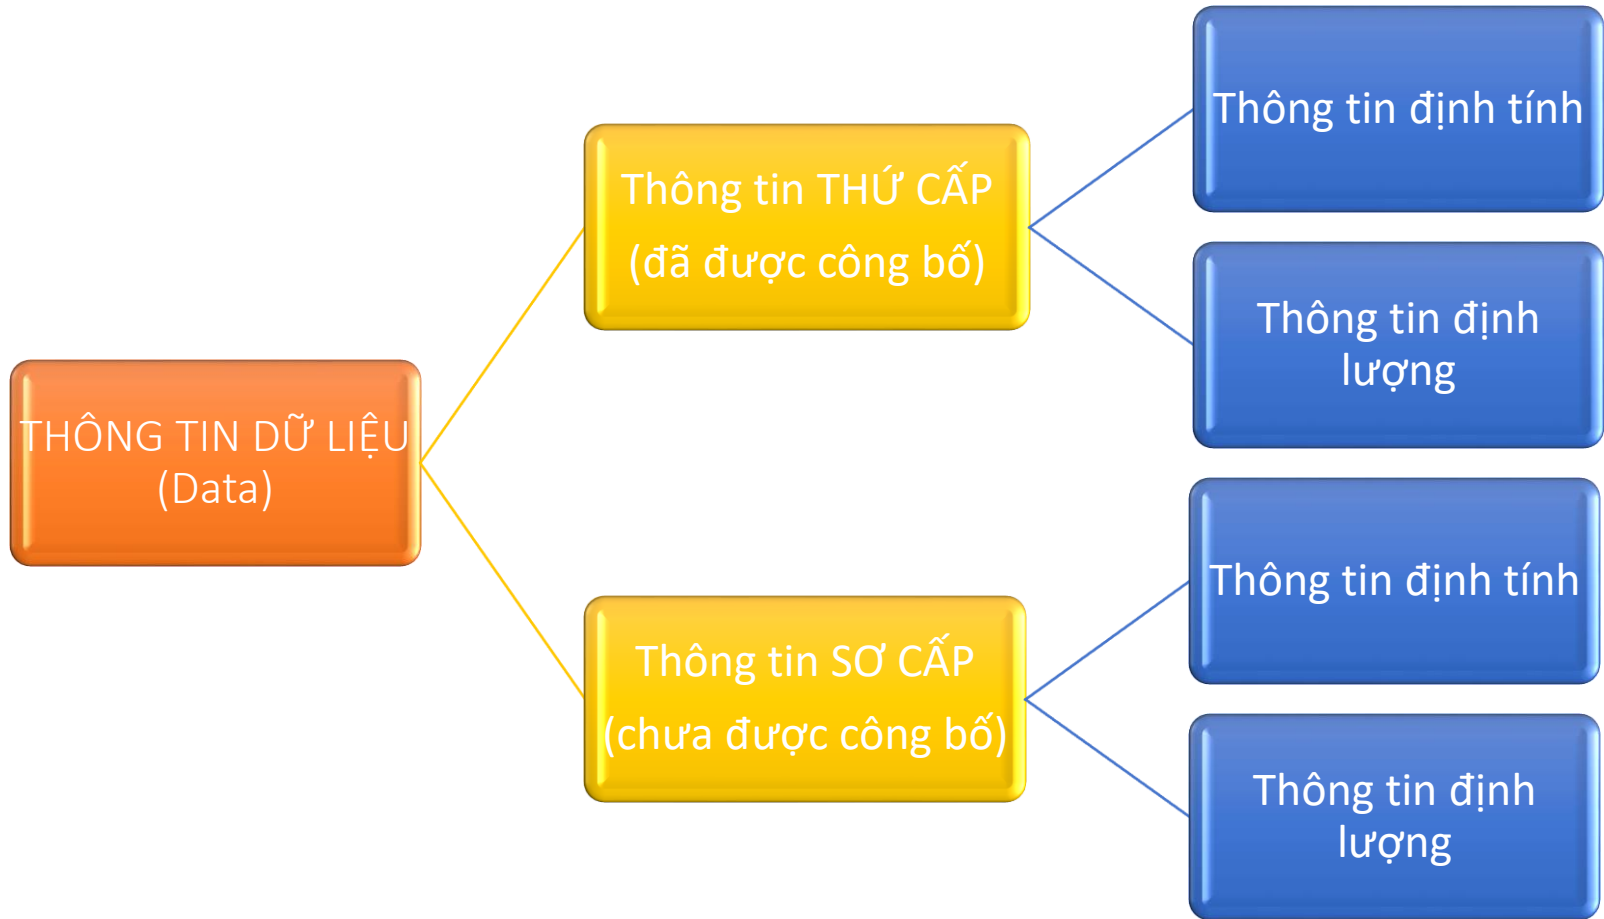 THÔNG TIN DỮ LIỆU
(Data)
Thông tin THỨ CẤP
(đã được công bố)
Thông tin định tính
Thông tin định
lượng
Thông tin SƠ CẤP
(chưa được công bố)
Thông tin định tính
Thông tin định
lượng